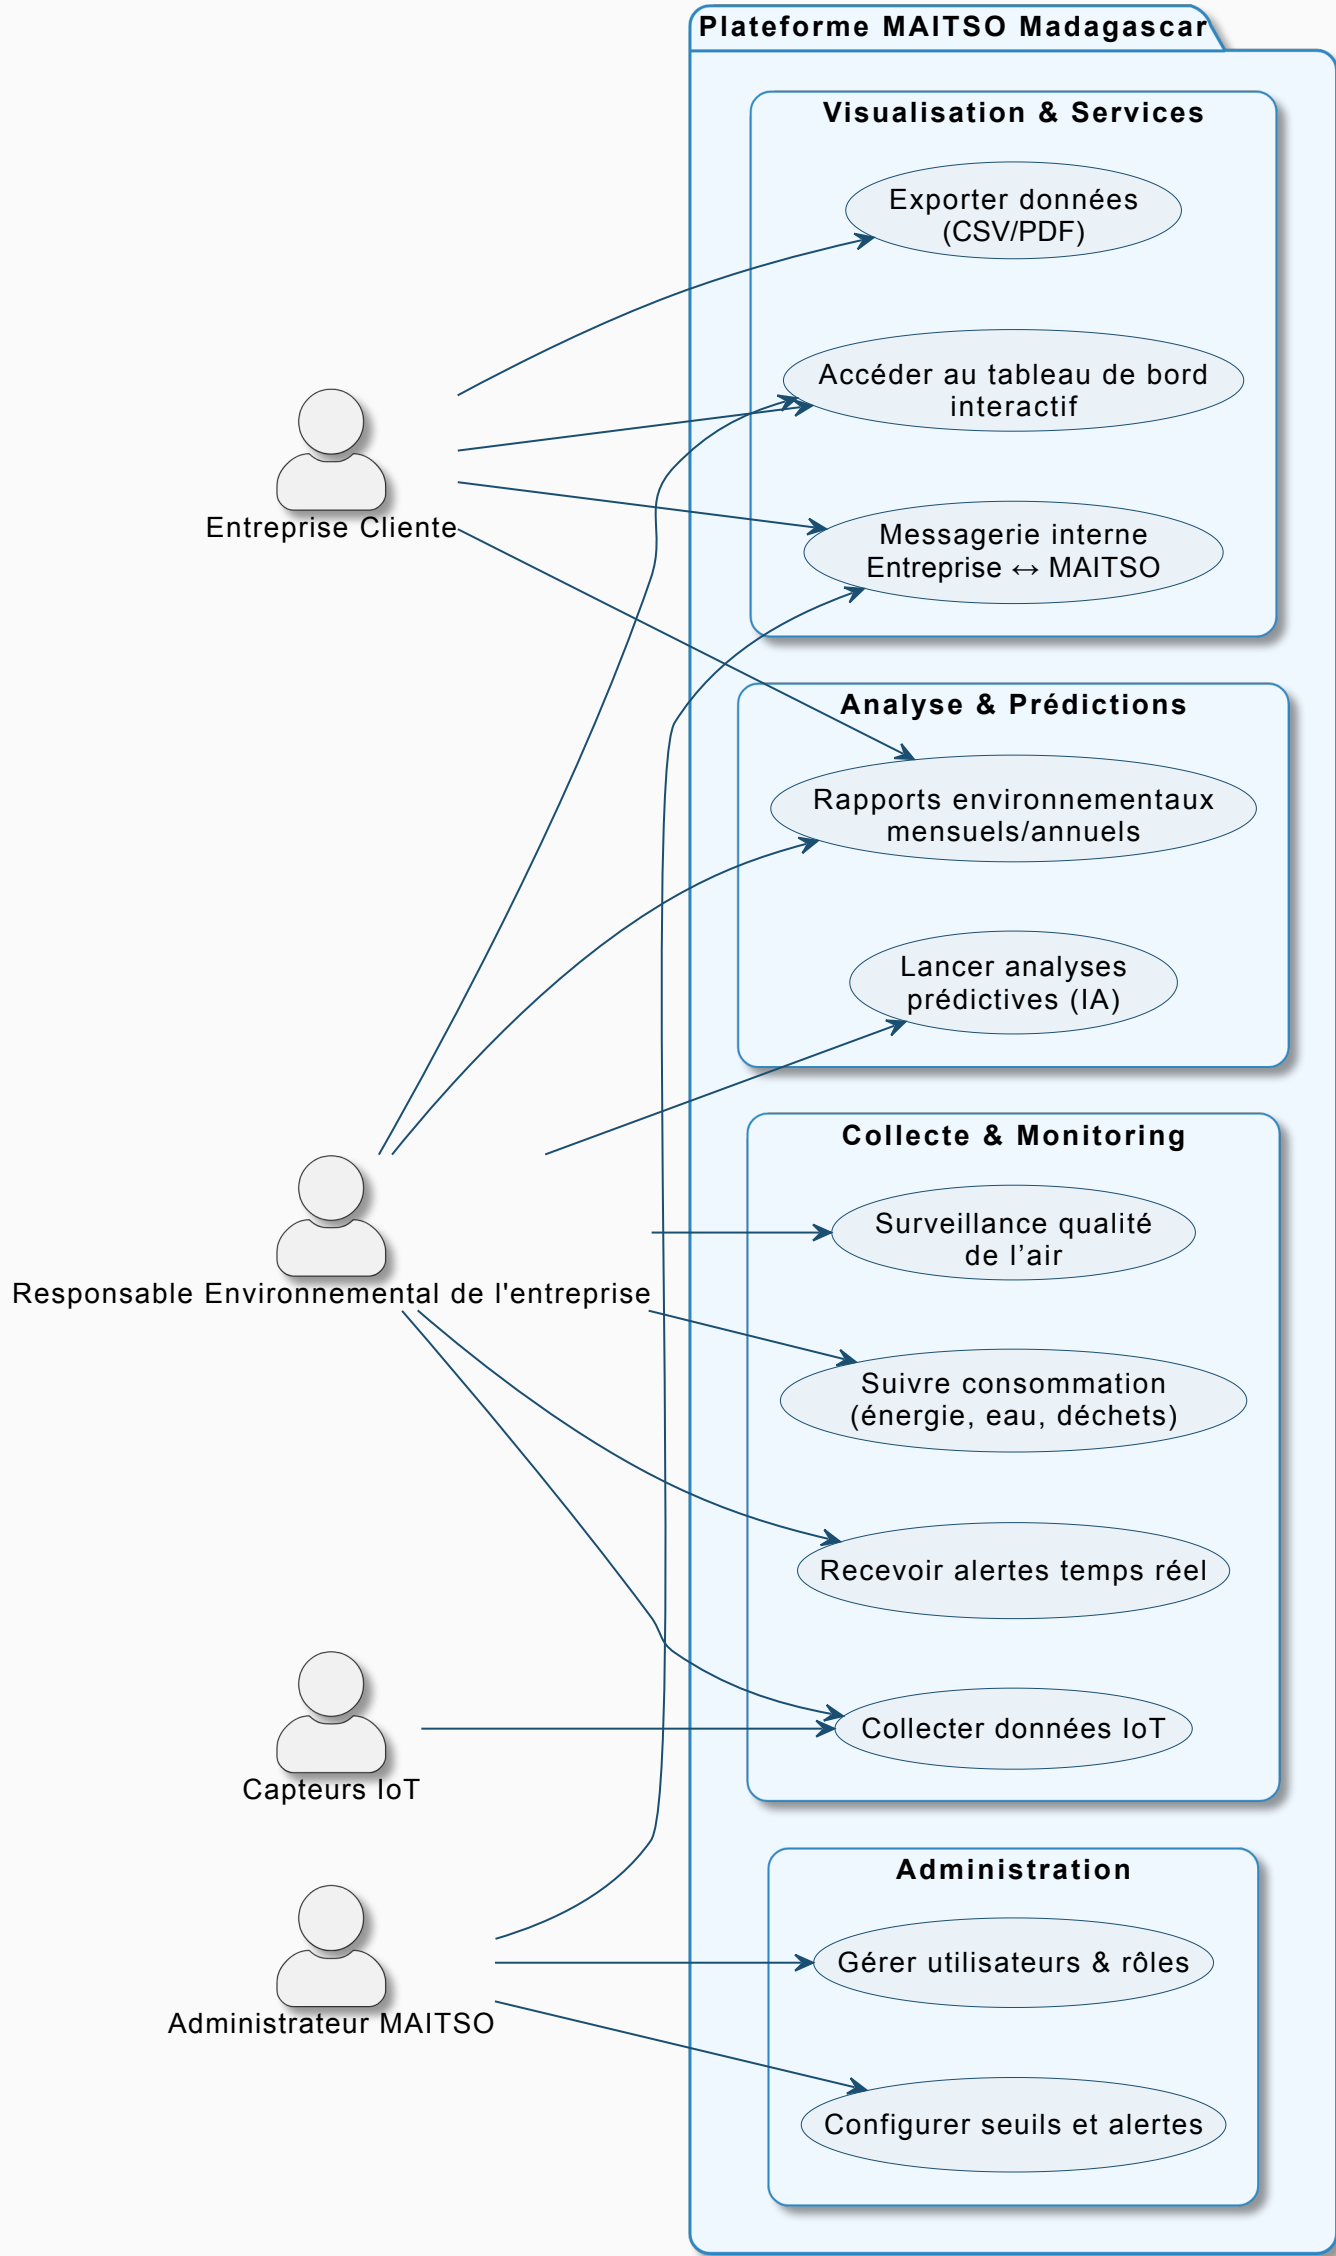 Plateforme MAITSO Madagascar
Visualisation & Services
Exporter données
(CSV/PDF)
Accéder au tableau de bord
interactif
Messagerie interne
Entreprise ↔ MAITSO
Entreprise Cliente
Analyse & Prédictions
Rapports environnementaux
mensuels/annuels
Lancer analyses
prédictives (IA)
Collecte & Monitoring
Surveillance qualité
de l’air
Responsable Environnemental de l'entreprise
Suivre consommation
(énergie, eau, déchets)
Recevoir alertes temps réel
Collecter données IoT
Capteurs IoT
Administration
Gérer utilisateurs & rôles
Administrateur MAITSO
Configurer seuils et alertes